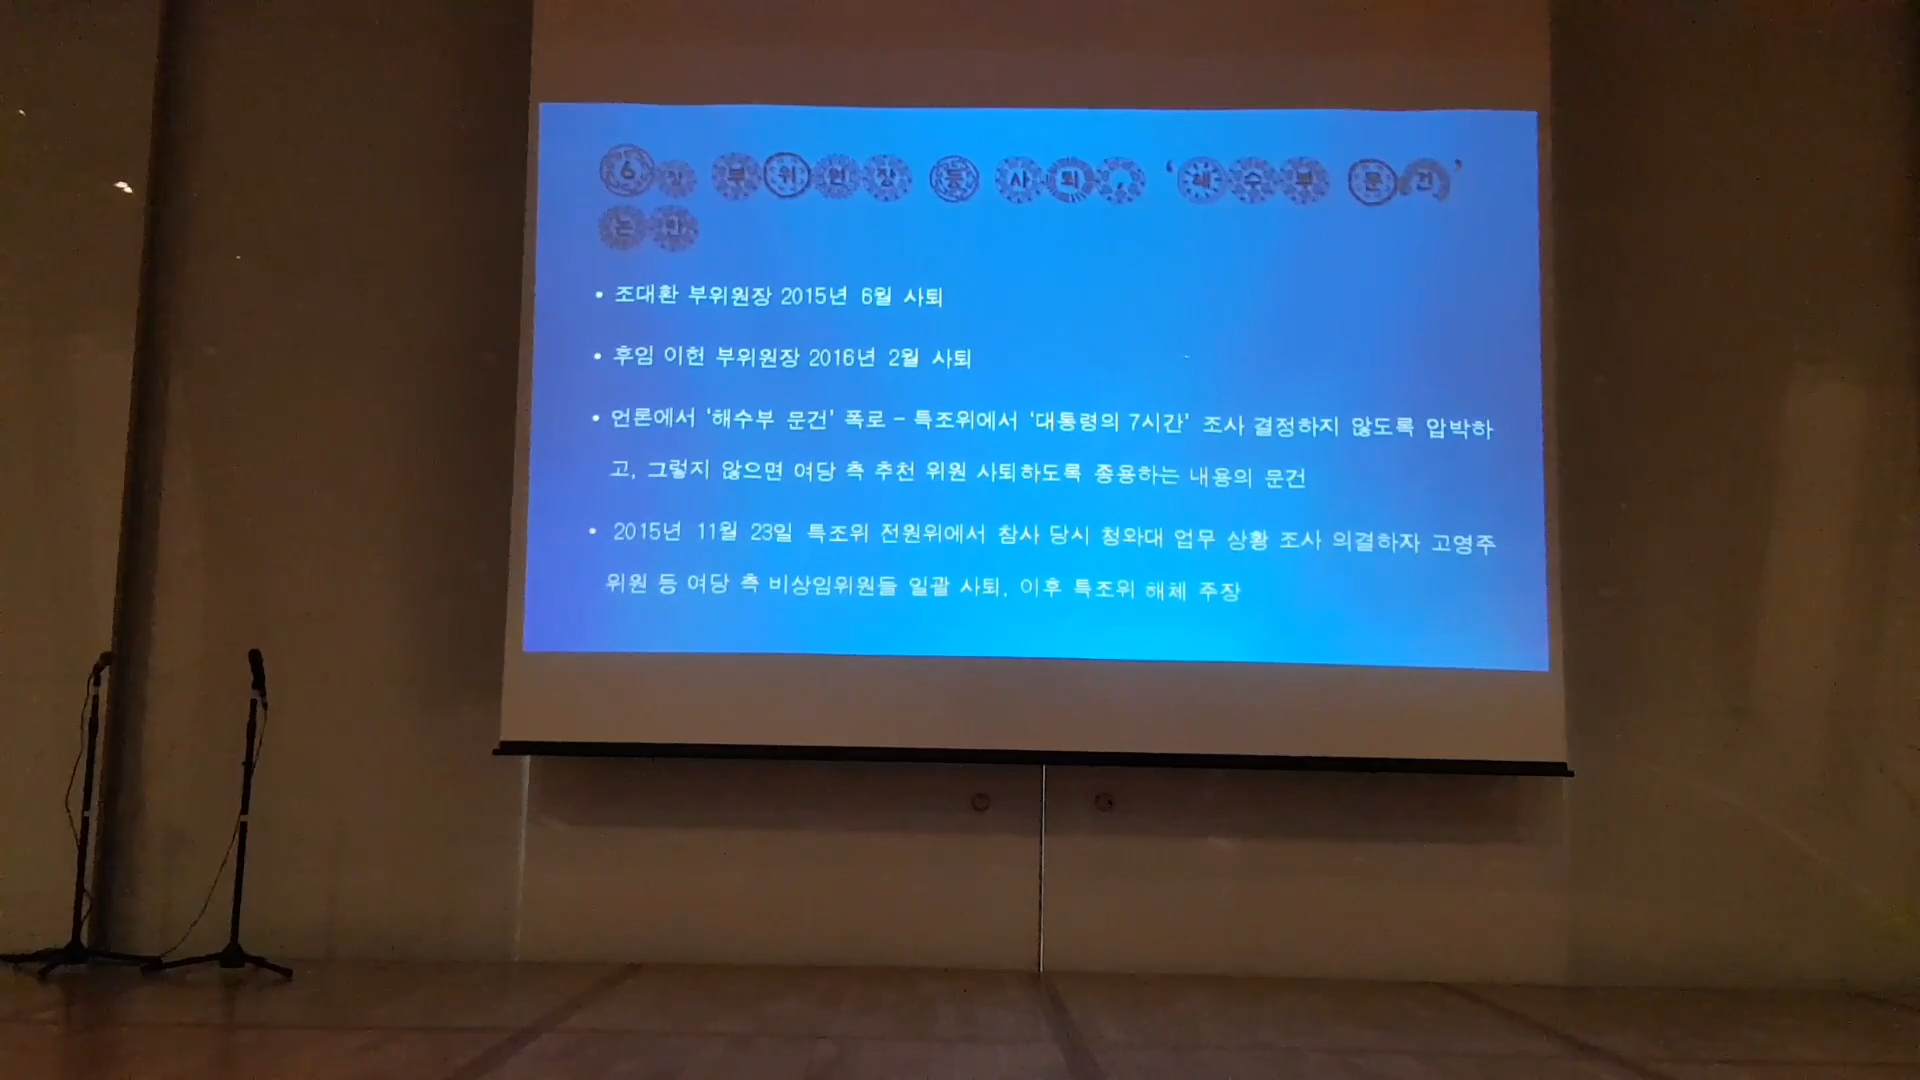 6장 부위원장 등 사퇴, ‘해수부 문건’
논란
• 조대환 부위원장 2015년 6월 사퇴
• 후임 이헌 부위원장 2016년 2월 사퇴
• 언론에서 ‘해수부 문건’ 폭로 – 특조위에서 ‘대통령의 7시간’ 조사 결정하지 않도록 압박하
고, 그렇지 않으면 여당 측 추천 위원 사퇴하도록 종용하는 내용의 문건
• 2015년 11월 23일 특조위 전원위에서 참사 당시 청와대 업무 상황 조사 의결하자 고영주
위원 등 여당 측 비상임위원들 일괄 사퇴, 이후 특조위 해체 주장